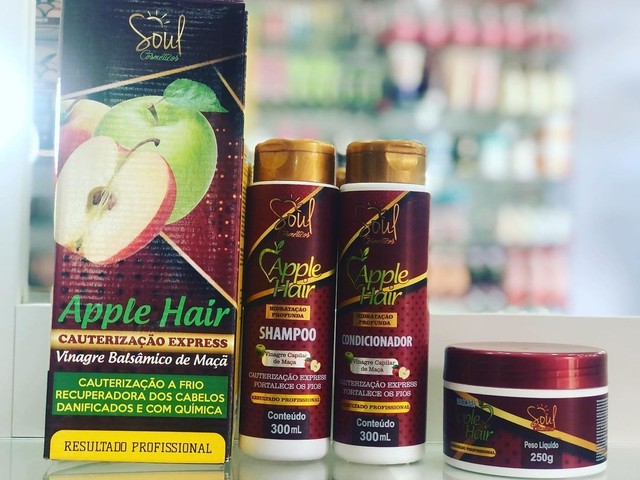 Soul
Cosméticos
Apple Hair
CAUTERIZAÇÃO EXPRESS
Vinagre Balsâmico de Maçã
CAUTERIZAÇÃO A FRIO
RECUPERADORA DOS CABELOS
DANIFICADOS E COM QUÍMICA
RESULTADO PROFISSIONAL
Soul
Cosméticos
Apple
Hair
HIDRATAÇÃO
PROFUNDA
SHAMPOO
Vinagre Capilar
de Maçã
CAUTERIZAÇÃO EXPRESS
FORTALECE OS FIOS
RESULTADO PROFISSIONAL
Conteúdo
300mL
Soul
Cosméticos
Apple
Hair
HIDRATAÇÃO
PROFUNDA
CONDICIONADOR
Vinagre Capilar
de Maçã
CAUTERIZAÇÃO EXPRESS
FORTALECE OS FIOS
RESULTADO PROFISSIONAL
Conteúdo
300mL
Apple
Hair
PROFISSIONAL
Soul
Peso Líquido
250g